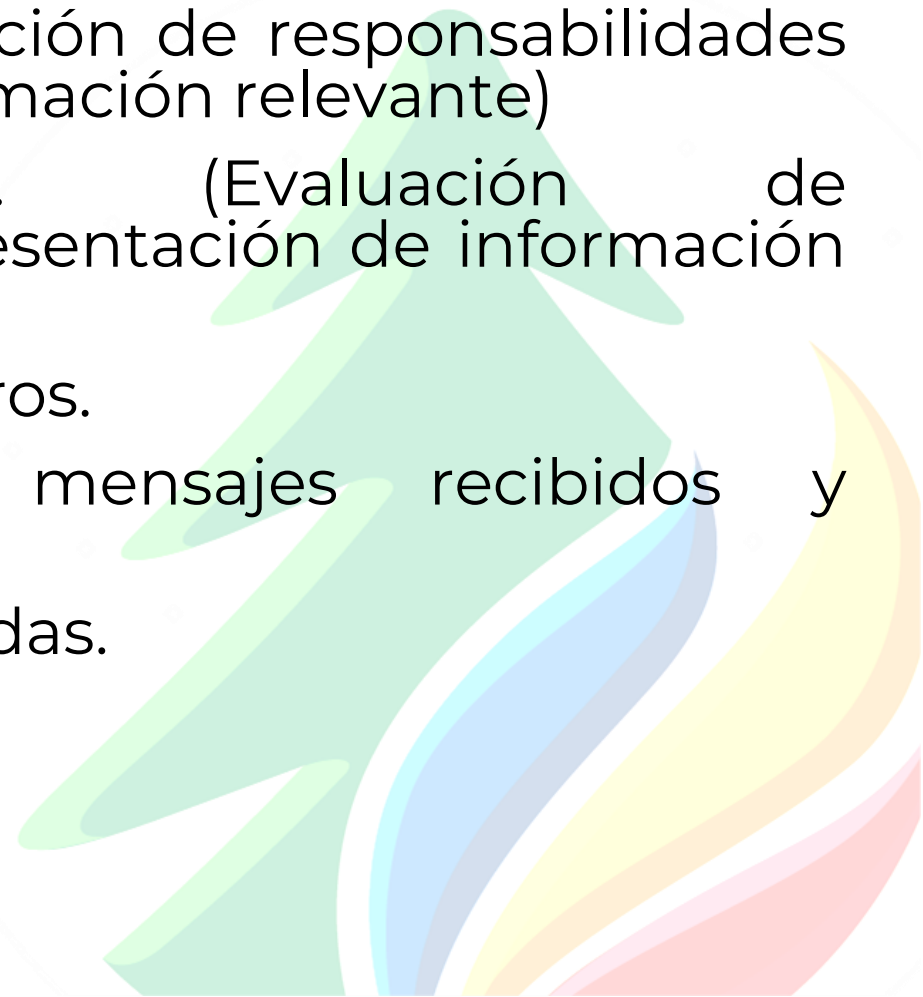 ción de responsabilidades
mación relevante)
. (Evaluación de
esentación de información
ros.
mensajes recibidos y
das.